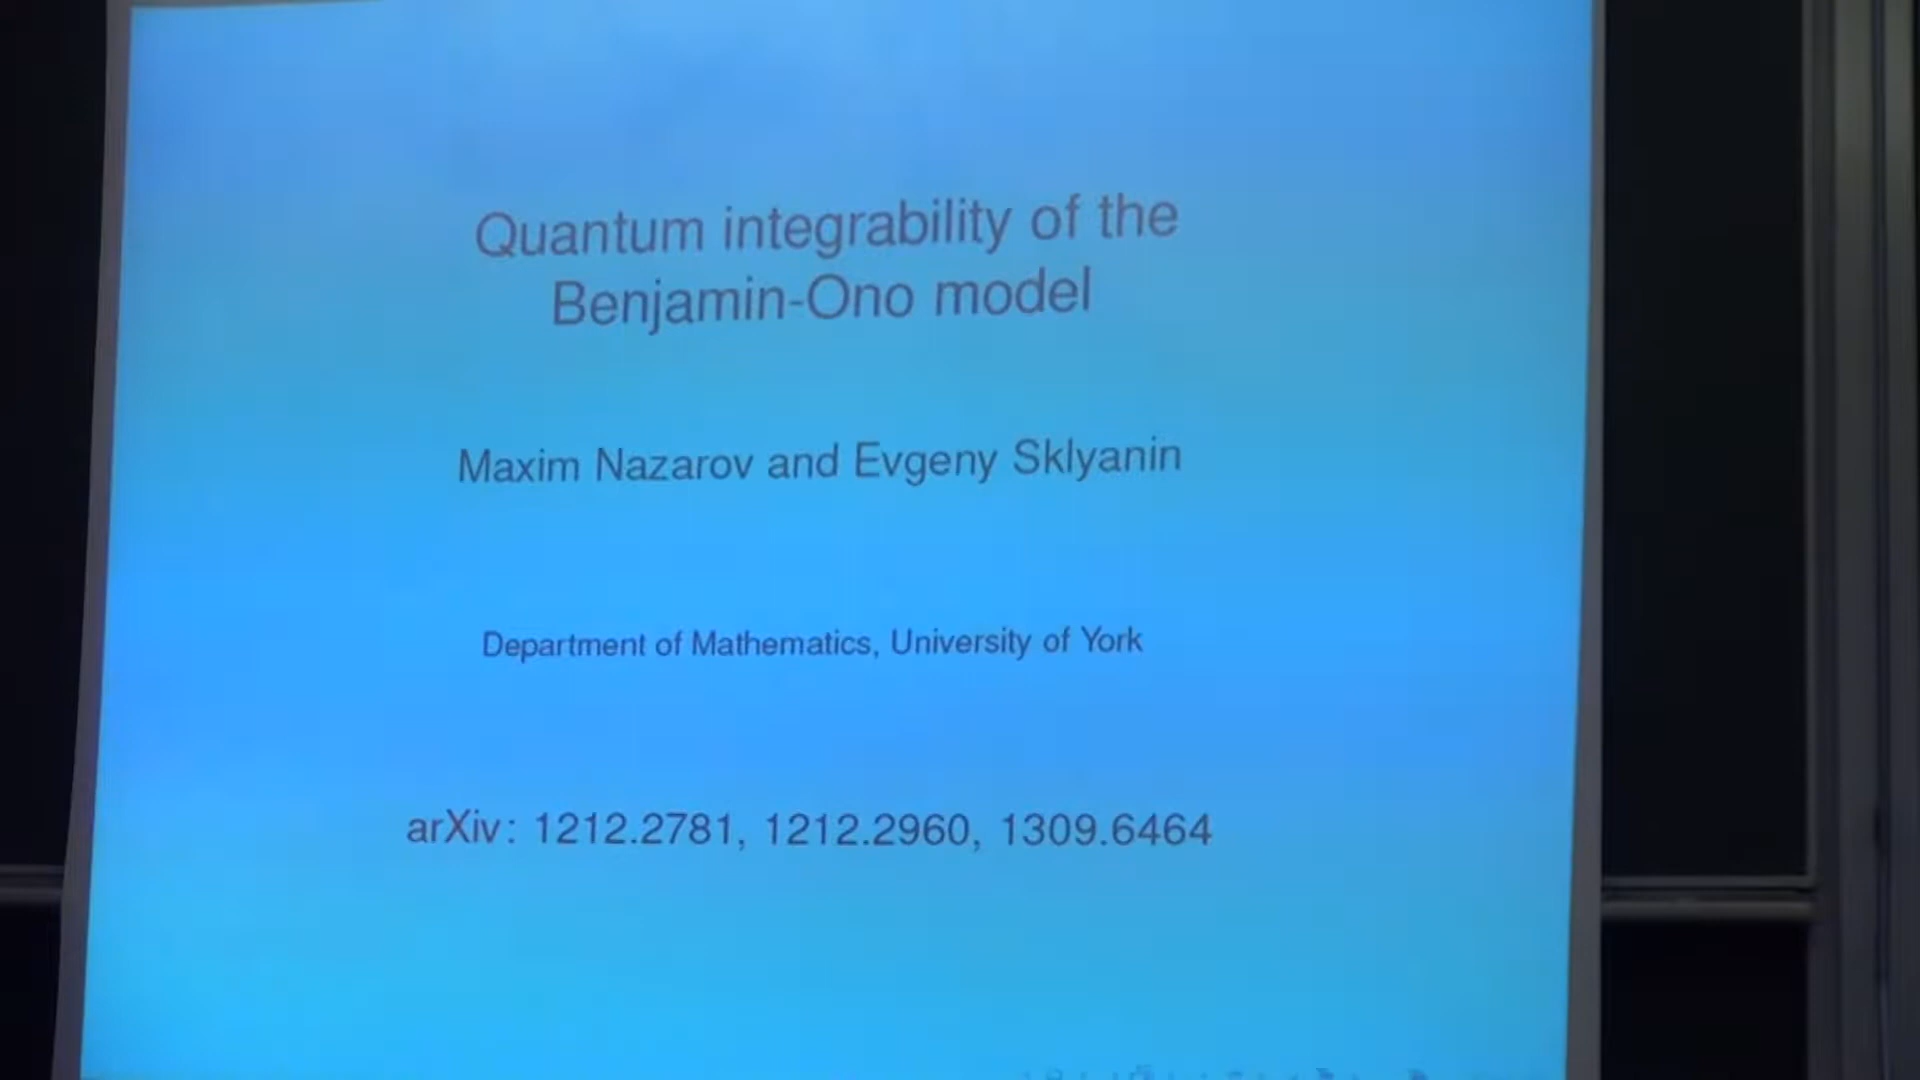 Quantum integrability of the
Benjamin-Ono model
Maxim Nazarov and Evgeny Sklyanin
Department of Mathematics, University of York
arXiv: 1212.2781, 1212.2960, 1309.6464